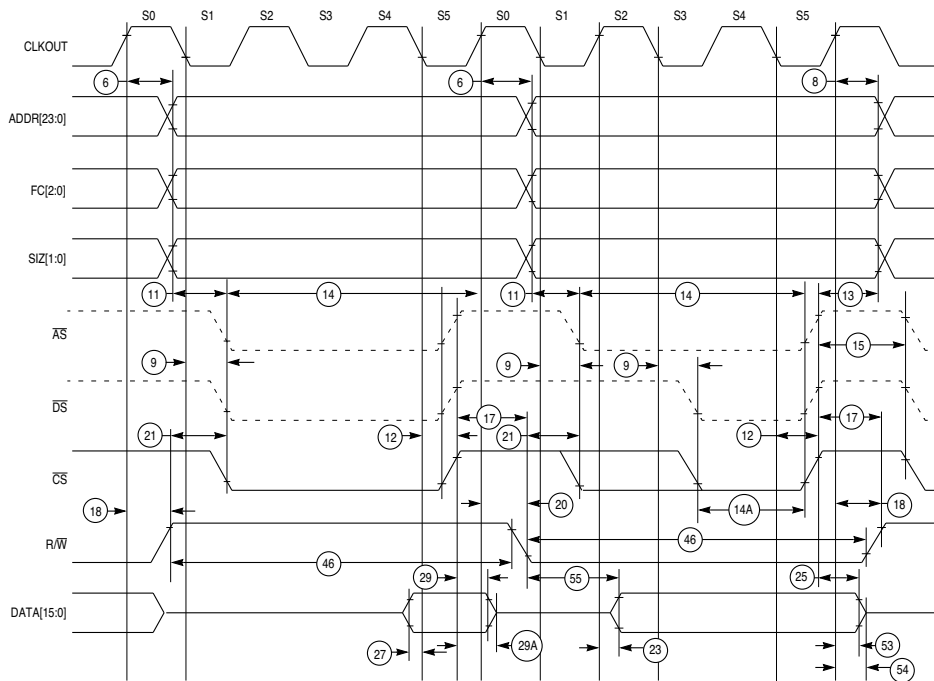 S0 S1 S2 S3 S4 S5 S0 S1 S2 S3 S4 S5
CLKOUT
6 6 8
ADDR[23:0]
FC[2:0]
SIZ[1:0]
11 14 11 14 13
AS
9 9 9 15
DS
17 17
21 12 21 12
CS
18 20 14A 18
R/W
46 46
29 55 25
DATA[15:0]
27 29A 23 53
54